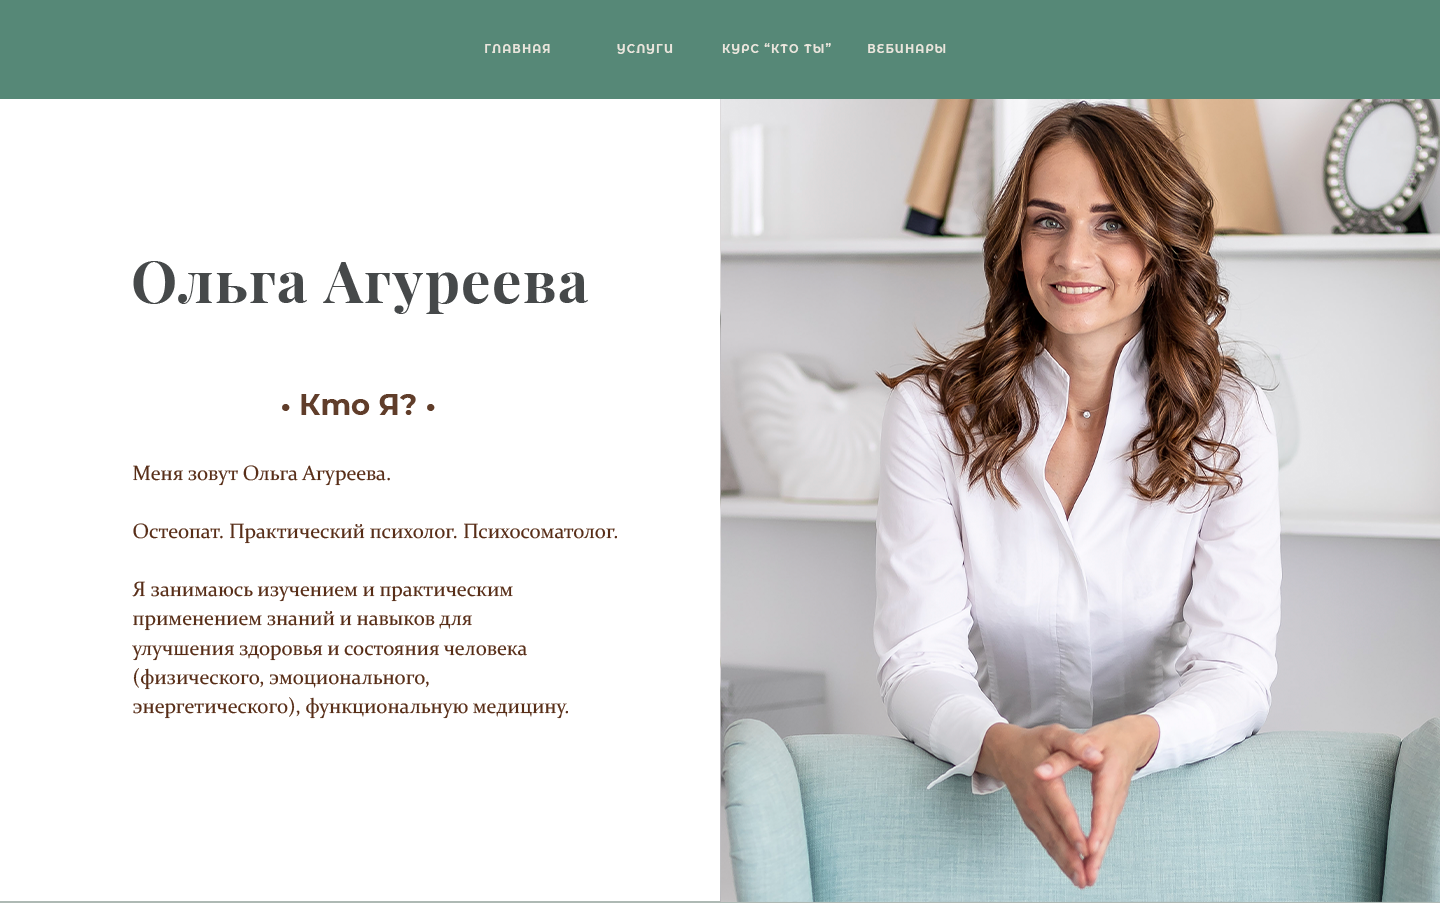 ГЛАВНАЯ УСЛУГИ КУРС “КТО ТЫ” ВЕБИНАРЫ
Ольга Агуреева
• Кто Я? •
Меня зовут Ольга Агуреева.
Остеопат. Практический психолог. Психосоматолог.
Я занимаюсь изучением и практическим
применением знаний и навыков для
улучшения здоровья и состояния человека
(физического, эмоционального,
энергетического), функциональную медицину.